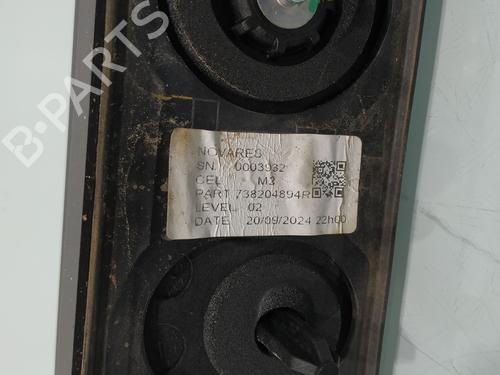 B-PARTS
NOVARES
SN 0003932
CEL M3
PART 738204894R
LEVEL 02
DATE 20/09/2024 22h00